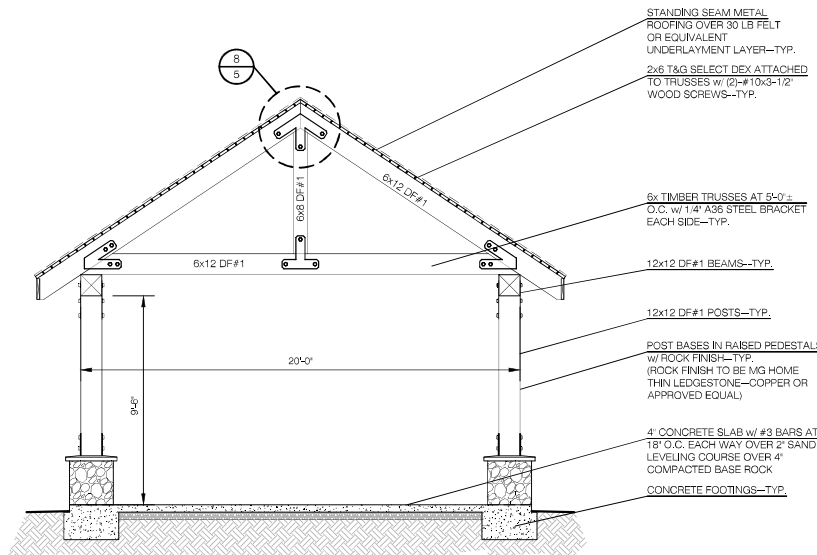 STANDING SEAM METAL
ROOFING OVER 30 LB FELT
OR EQUIVALENT
UNDERLAYMENT LAYER—TYP.
8
5
2x6 T&G SELECT DEX ATTACHED
TO TRUSSES w/ (2)-#10x3-1/2"
WOOD SCREWS--TYP.
6x8 DF#1
6x12 DF#1
6x TIMBER TRUSSES AT 5'-0"±
O.C. w/ 1/4" A36 STEEL BRACKET
EACH SIDE—TYP.
6x12 DF#1
12x12 DF#1 BEAMS--TYP.
12x12 DF#1 POSTS—TYP.
POST BASES IN RAISED PEDESTALS
w/ ROCK FINISH—TYP.
(ROCK FINISH TO BE MG HOME
THIN LEDGESTONE—COPPER OR
APPROVED EQUAL)
20'-0"
9'-6"
4" CONCRETE SLAB w/ #3 BARS AT
18" O.C. EACH WAY OVER 2" SAND
LEVELING COURSE OVER 4"
COMPACTED BASE ROCK
CONCRETE FOOTINGS—TYP.